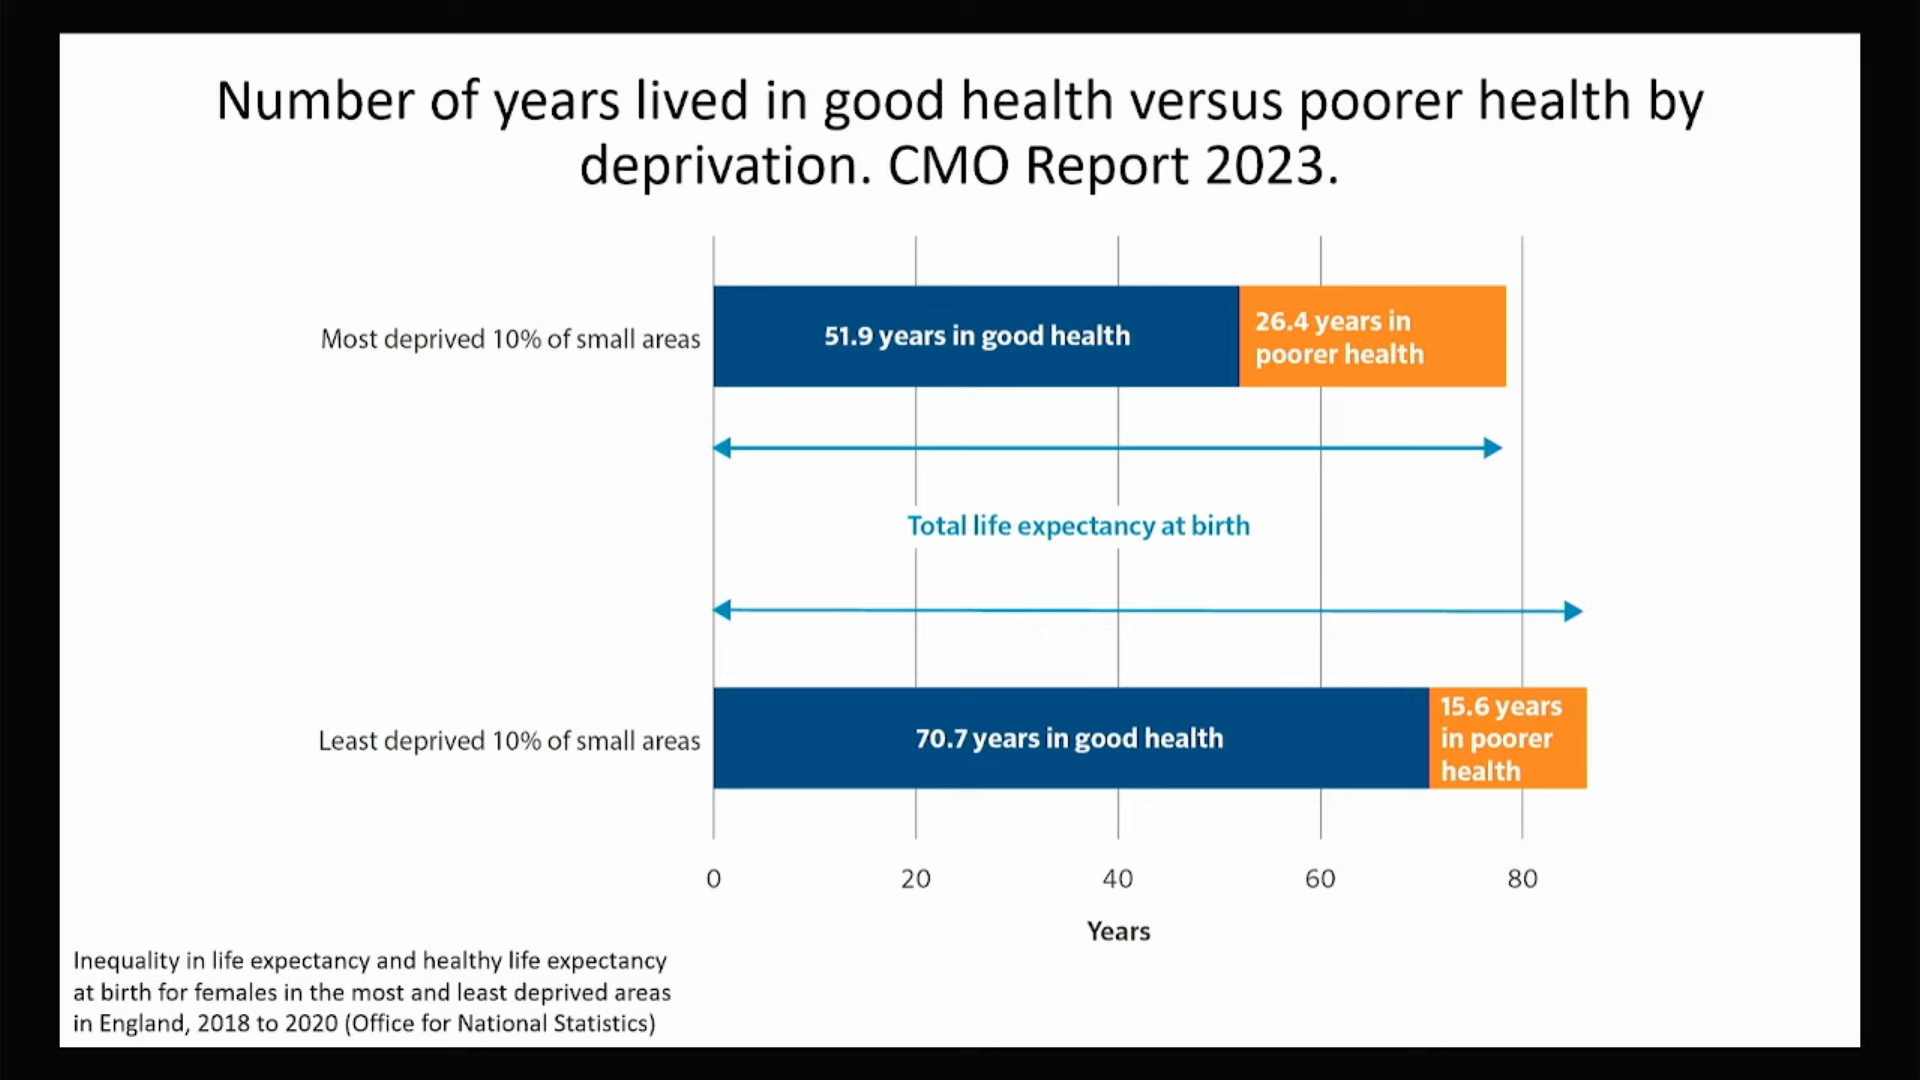 Number of years lived in good health versus poorer health by
deprivation. CMO Report 2023.
Most deprived 10% of small areas
51.9 years in good health
26.4 years in
poorer health
Total life expectancy at birth
Least deprived 10% of small areas
70.7 years in good health
15.6 years
in poorer
health
0 20 40 60 80
Years
Inequality in life expectancy and healthy life expectancy
at birth for females in the most and least deprived areas
in England, 2018 to 2020 (Office for National Statistics)